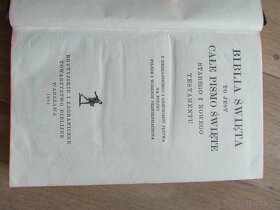 BIBLIA ŚWIĘTA
TO JEST
CAŁE PISMO ŚWIĘTE
STAREGO I NOWEGO
TESTAMENTU
Z HEBRAJSKIEGO I GRECKIEGO JĘZYKA
NA POLSKI
PILNIE I WIERNIE PRZETŁUMACZONA
BRYTYJSKIE I ZAGRANICZNE
TOWARZYSTWO BIBLIJNE
WARSZAWA